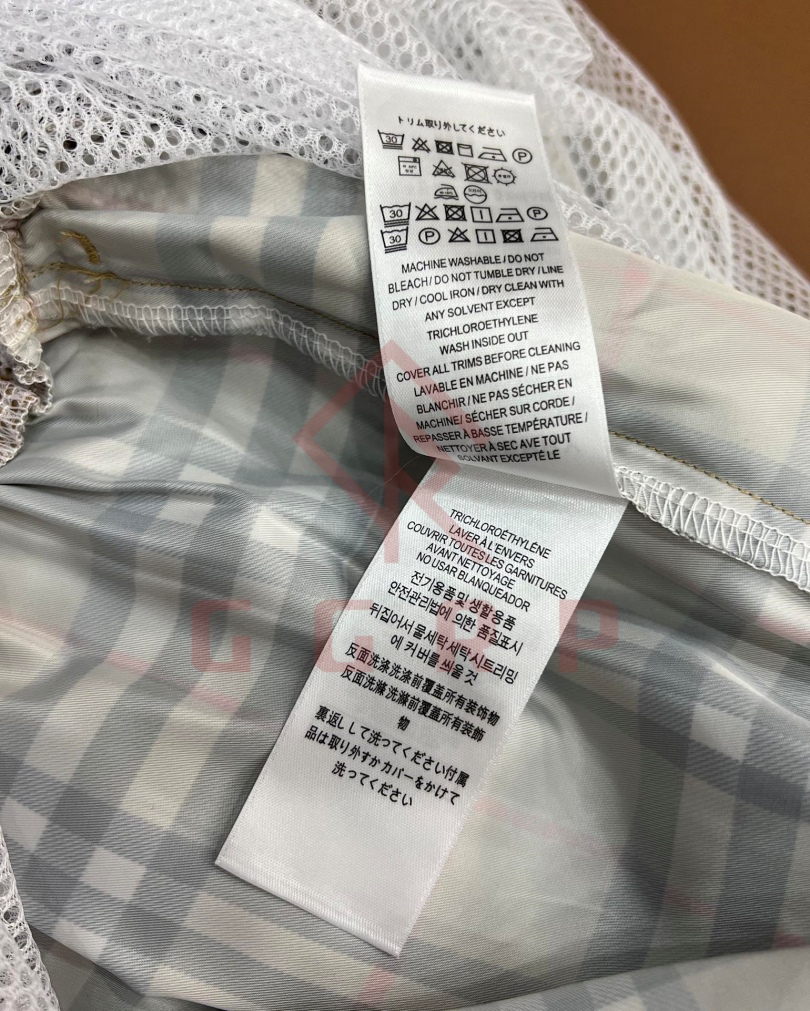 トリム取り外してください
30 P
30 P
30 P
MACHINE WASHABLE / DO NOT
BLEACH / DO NOT TUMBLE DRY / LINE
DRY / COOL IRON / DRY CLEAN WITH
ANY SOLVENT EXCEPT
TRICHLOROETHYLENE
WASH INSIDE OUT
COVER ALL TRIMS BEFORE CLEANING
LAVABLE EN MACHINE / NE PAS
BLANCHIR / NE PAS SÉCHER EN
MACHINE/ SÉCHER SUR CORDE /
REPASSER À BASSE TEMPÉRATURE /
NETTOYER À SEC AVE TOUT
SOLVANT EXCEPTÉ LE
TRICHLOROÉTHYLÈNE
LAVER À L'ENVERS
COUVRIR TOUTES LES GARNITURES
AVANT NETTOYAGE
NO USAR BLANQUEADOR
전기용품 및 생활용품
안전관리법에 의한 품질표시
뒤집어서 물세탁세탁시트리밍
에 커버를 씌울 것
反面洗涤洗涤前覆盖所有装饰物
反面洗滌 洗滌前覆蓋所有裝飾
物
裏返しして洗ってください付属
品は取り外すかカバーをかけて
洗ってください
GGRP